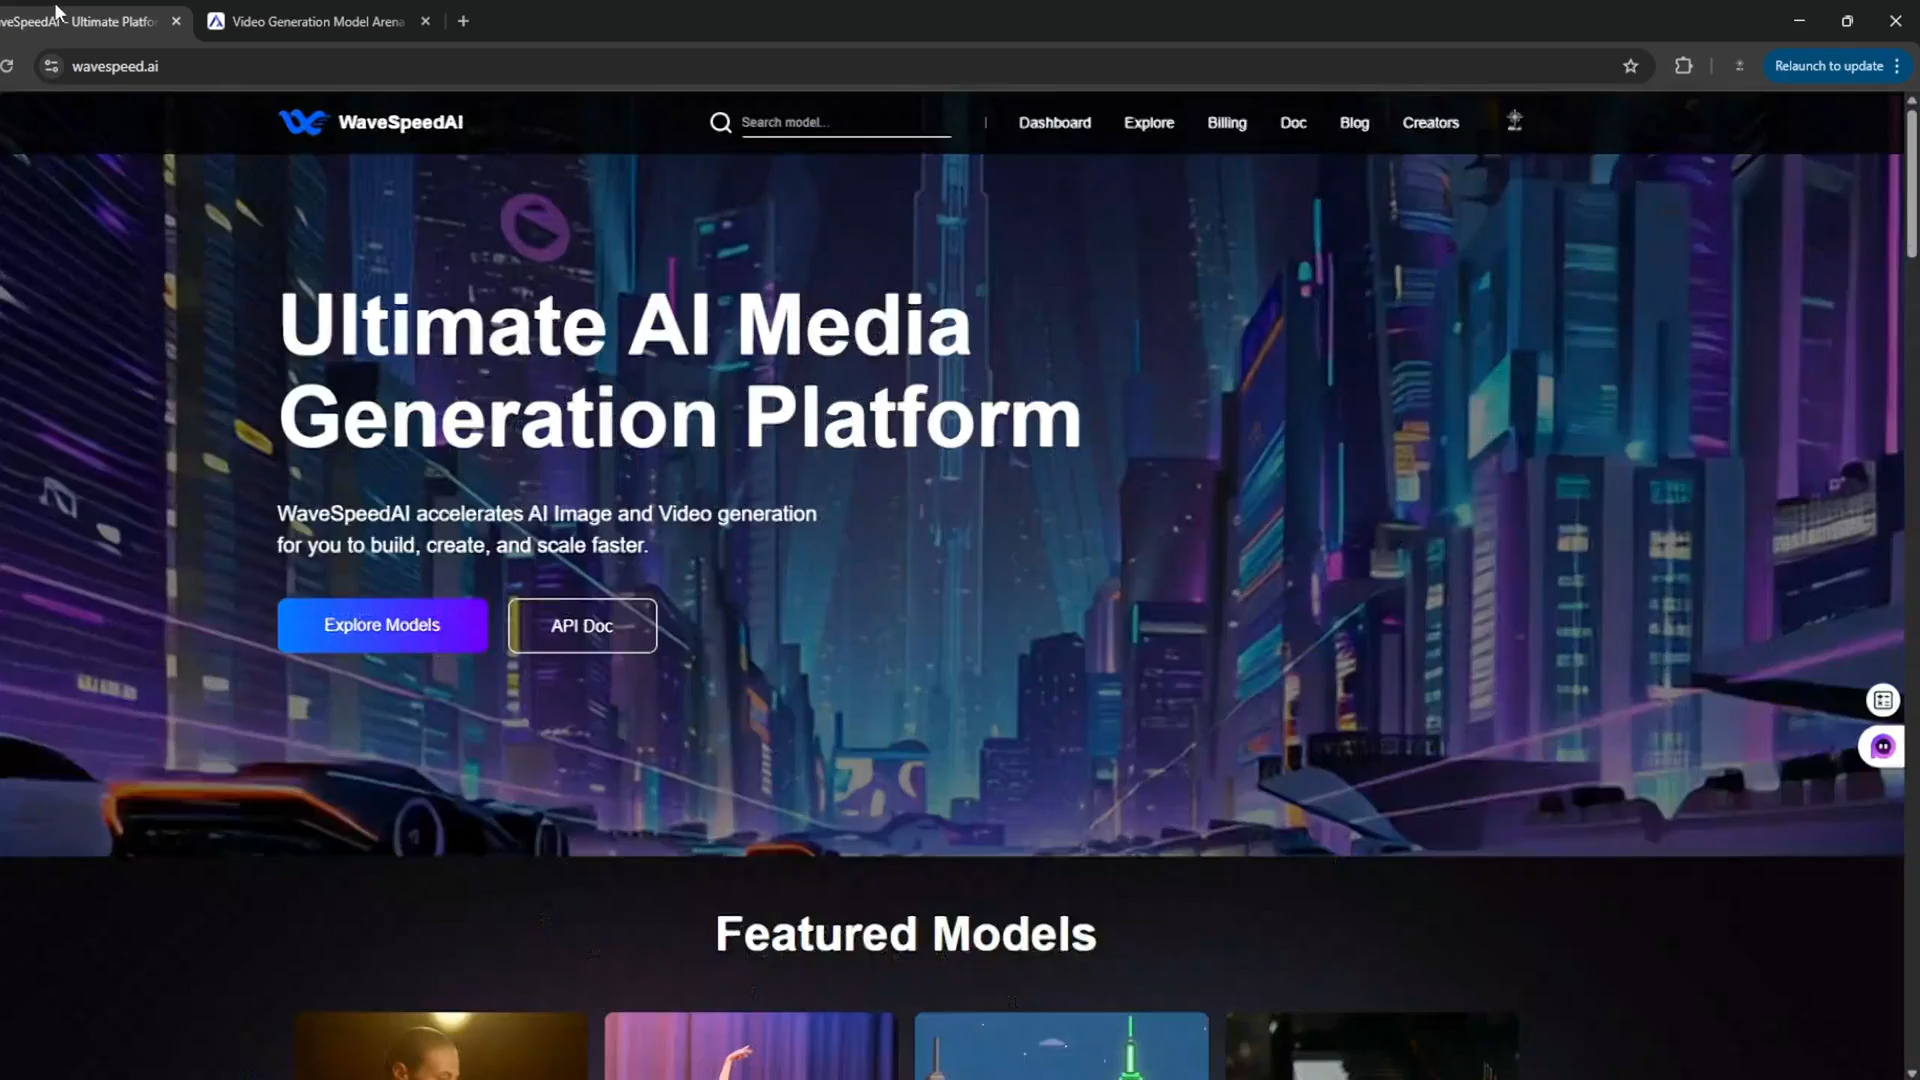 veSpeedAI - Ultimate Platfor
Video Generation Model Arena
wavespeed.ai
Relaunch to update
WaveSpeedAI
Search model...
Dashboard
Explore
Billing
Doc
Blog
Creators
Ultimate AI Media
Generation Platform
WaveSpeedAI accelerates AI Image and Video generation
for you to build, create, and scale faster.
Explore Models
API Doc
Featured Models